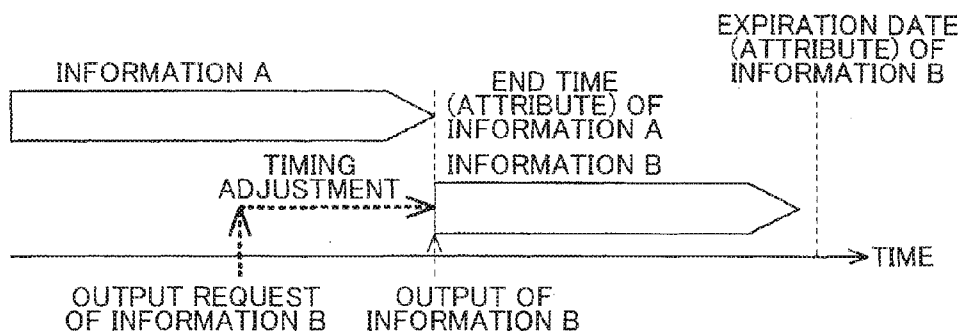 INFORMATION A
EXPIRATION DATE
(ATTRIBUTE) OF
INFORMATION B
END TIME
(ATTRIBUTE) OF
INFORMATION A
TIMING
ADJUSTMENT
INFORMATION B
TIME
OUTPUT REQUEST
OF INFORMATION B
OUTPUT OF
INFORMATION B